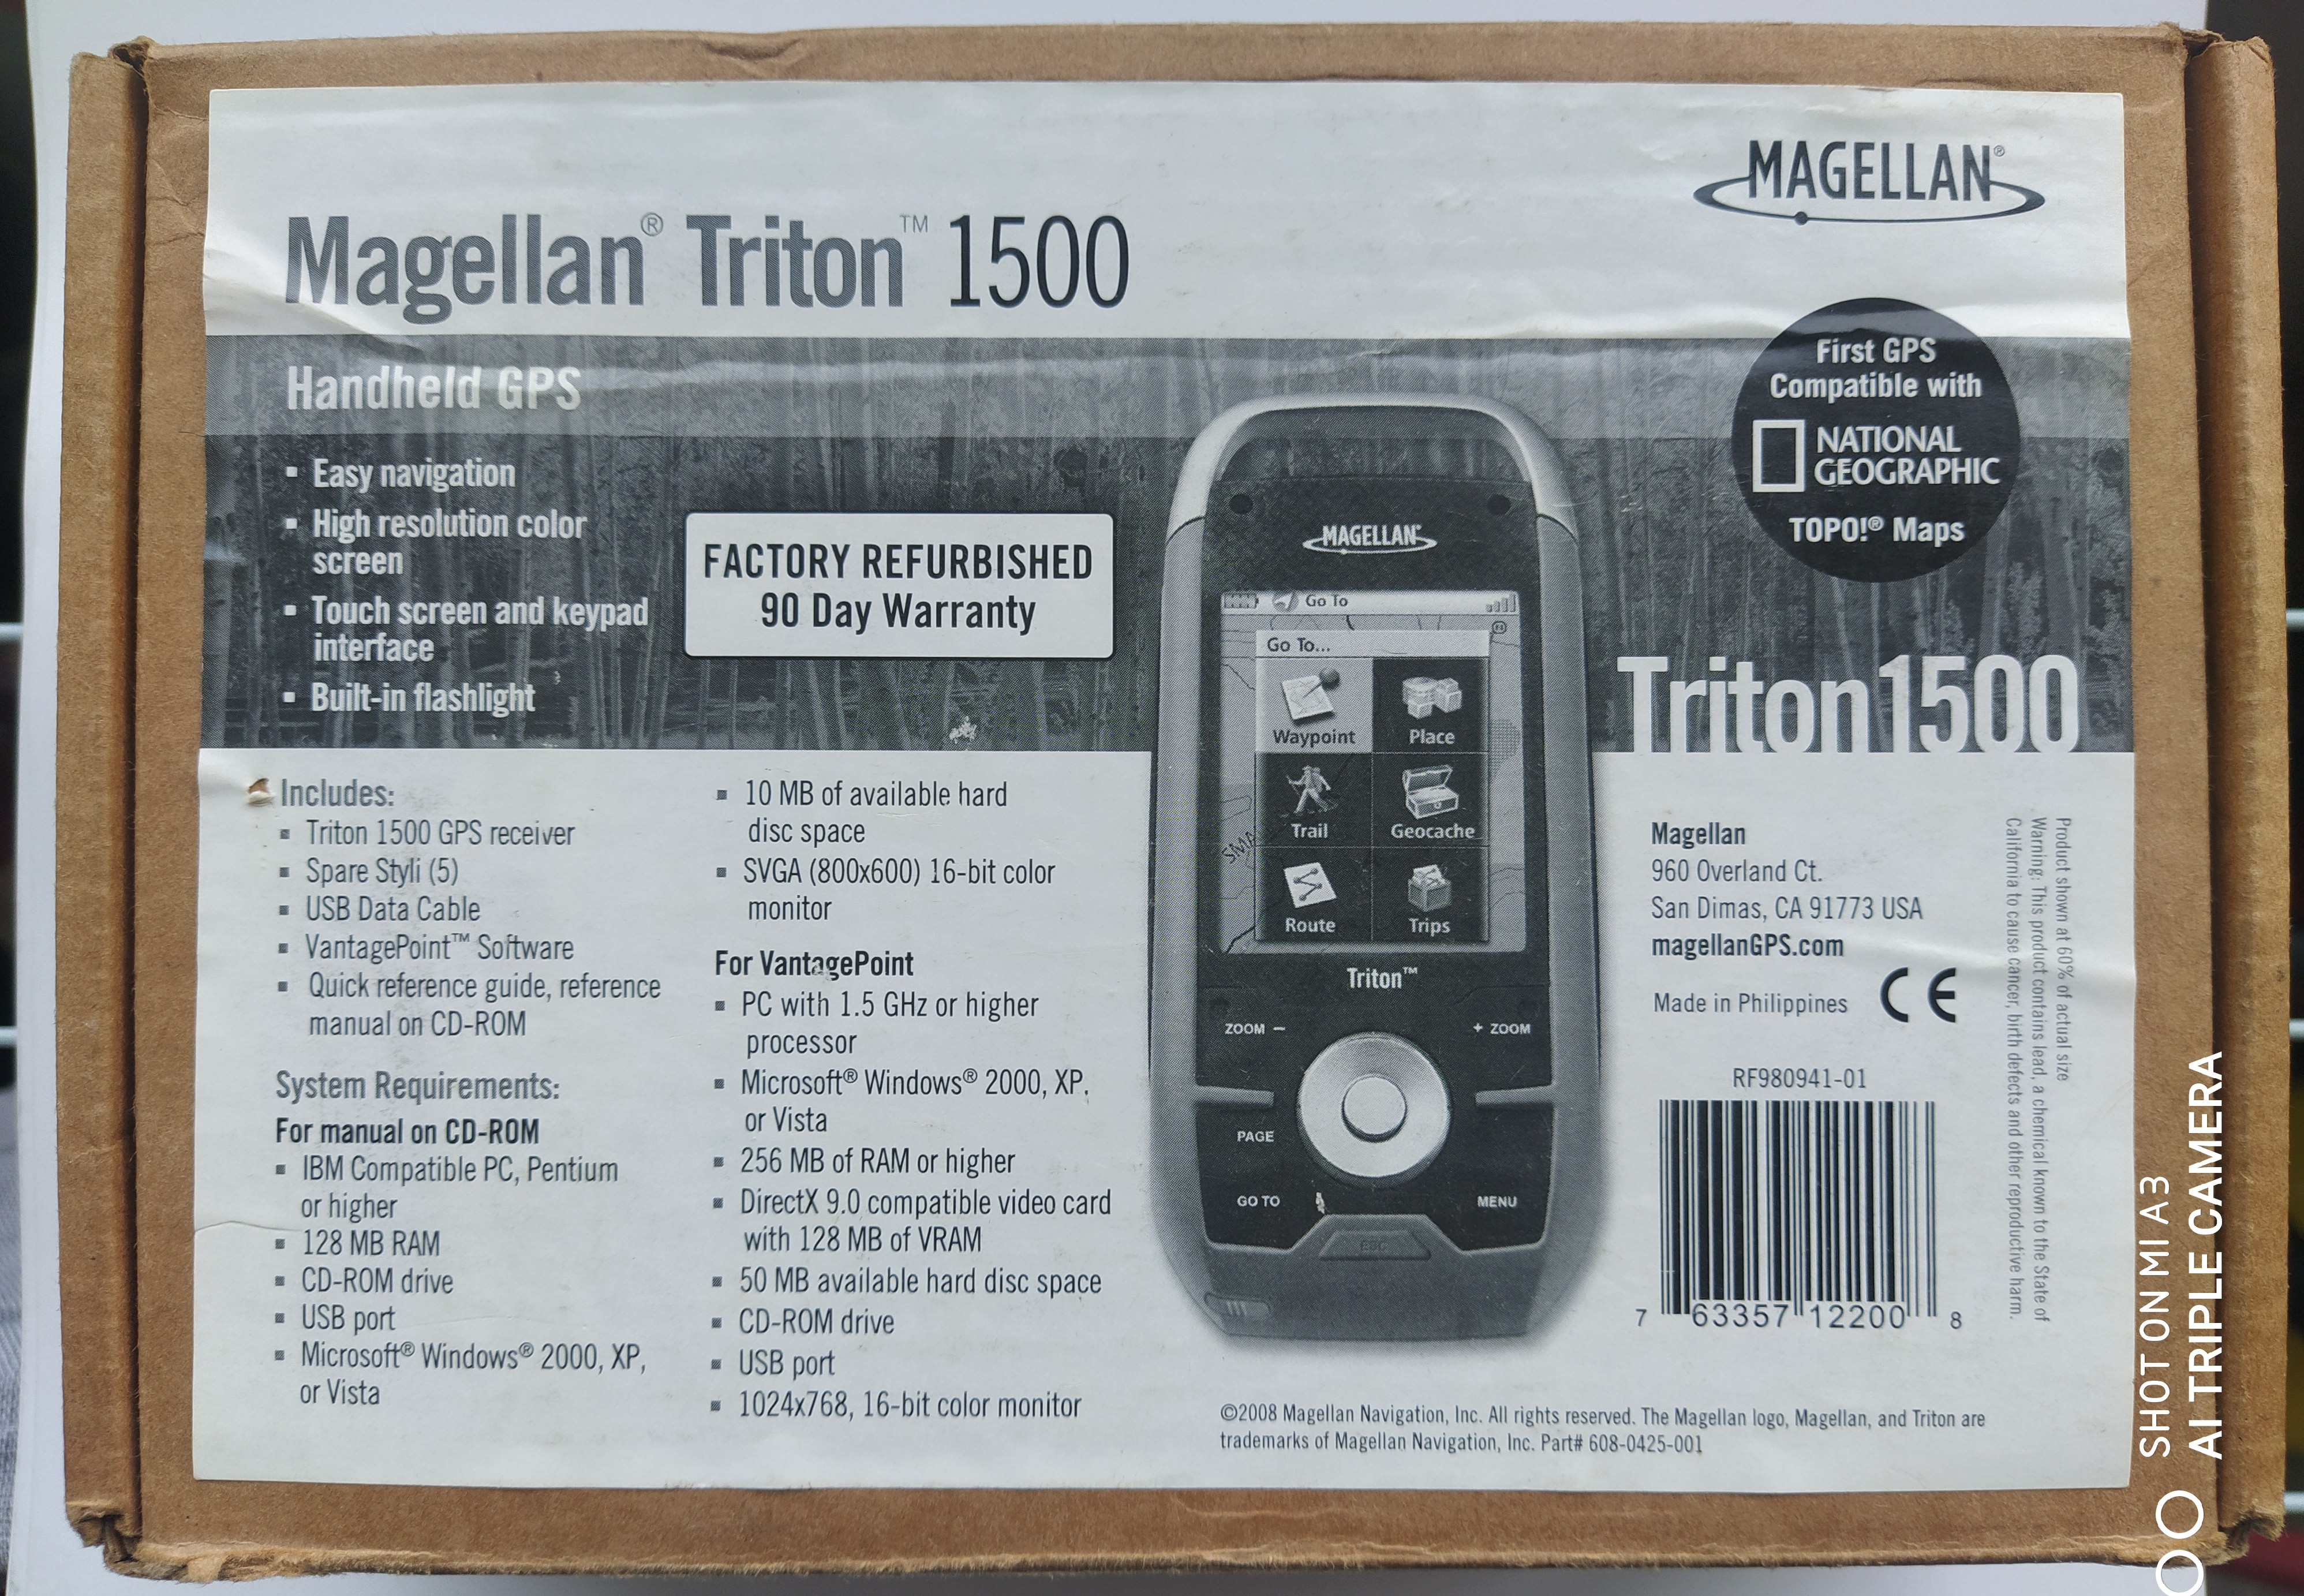 MAGELLAN®
Magellan® Triton™ 1500
Handheld GPS
▪ Easy navigation
▪ High resolution color
screen
▪ Touch screen and keypad
interface
▪ Built-in flashlight
FACTORY REFURBISHED
90 Day Warranty
First GPS
Compatible with
NATIONAL
GEOGRAPHIC
TOPO!® Maps
Triton1500
Includes:
▪ Triton 1500 GPS receiver
▪ Spare Styli (5)
▪ USB Data Cable
▪ VantagePoint™ Software
▪ Quick reference guide, reference
manual on CD-ROM
System Requirements:
For manual on CD-ROM
▪ IBM Compatible PC, Pentium
or higher
▪ 128 MB RAM
▪ CD-ROM drive
▪ USB port
▪ Microsoft® Windows® 2000, XP,
or Vista
▪ 10 MB of available hard
disc space
▪ SVGA (800x600) 16-bit color
monitor
For VantagePoint
▪ PC with 1.5 GHz or higher
processor
▪ Microsoft® Windows® 2000, XP,
or Vista
▪ 256 MB of RAM or higher
▪ DirectX 9.0 compatible video card
with 128 MB of VRAM
▪ 50 MB available hard disc space
▪ CD-ROM drive
▪ USB port
▪ 1024x768, 16-bit color monitor
MAGELLAN®
Go To
Go To...
Waypoint
Place
Trail
Geocache
Route
Trips
SMA
Triton™
ZOOM −
+ ZOOM
PAGE
GO TO
MENU
ESC
Magellan
960 Overland Ct.
San Dimas, CA 91773 USA
magellanGPS.com
Made in Philippines CE
RF980941-01
7 63357 12200 8
Product shown at 60% of actual size
Warning: This product contains lead, a chemical known to the State of
California to cause cancer, birth defects and other reproductive harm.
©2008 Magellan Navigation, Inc. All rights reserved. The Magellan logo, Magellan, and Triton are
trademarks of Magellan Navigation, Inc. Part# 608-0425-001
SHOT ON MI A3
AI TRIPLE CAMERA